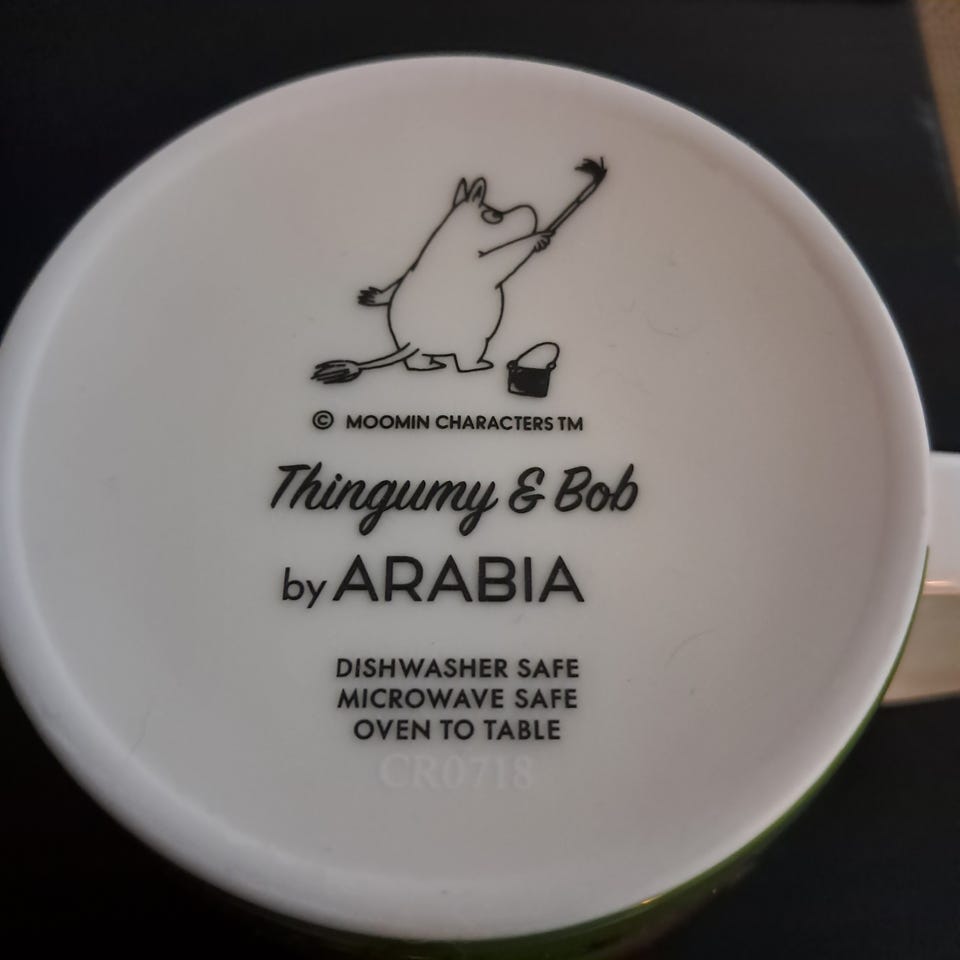 © MOOMIN CHARACTERS TM
Thingumy & Bob
by ARABIA
DISHWASHER SAFE
MICROWAVE SAFE
OVEN TO TABLE
CR0718